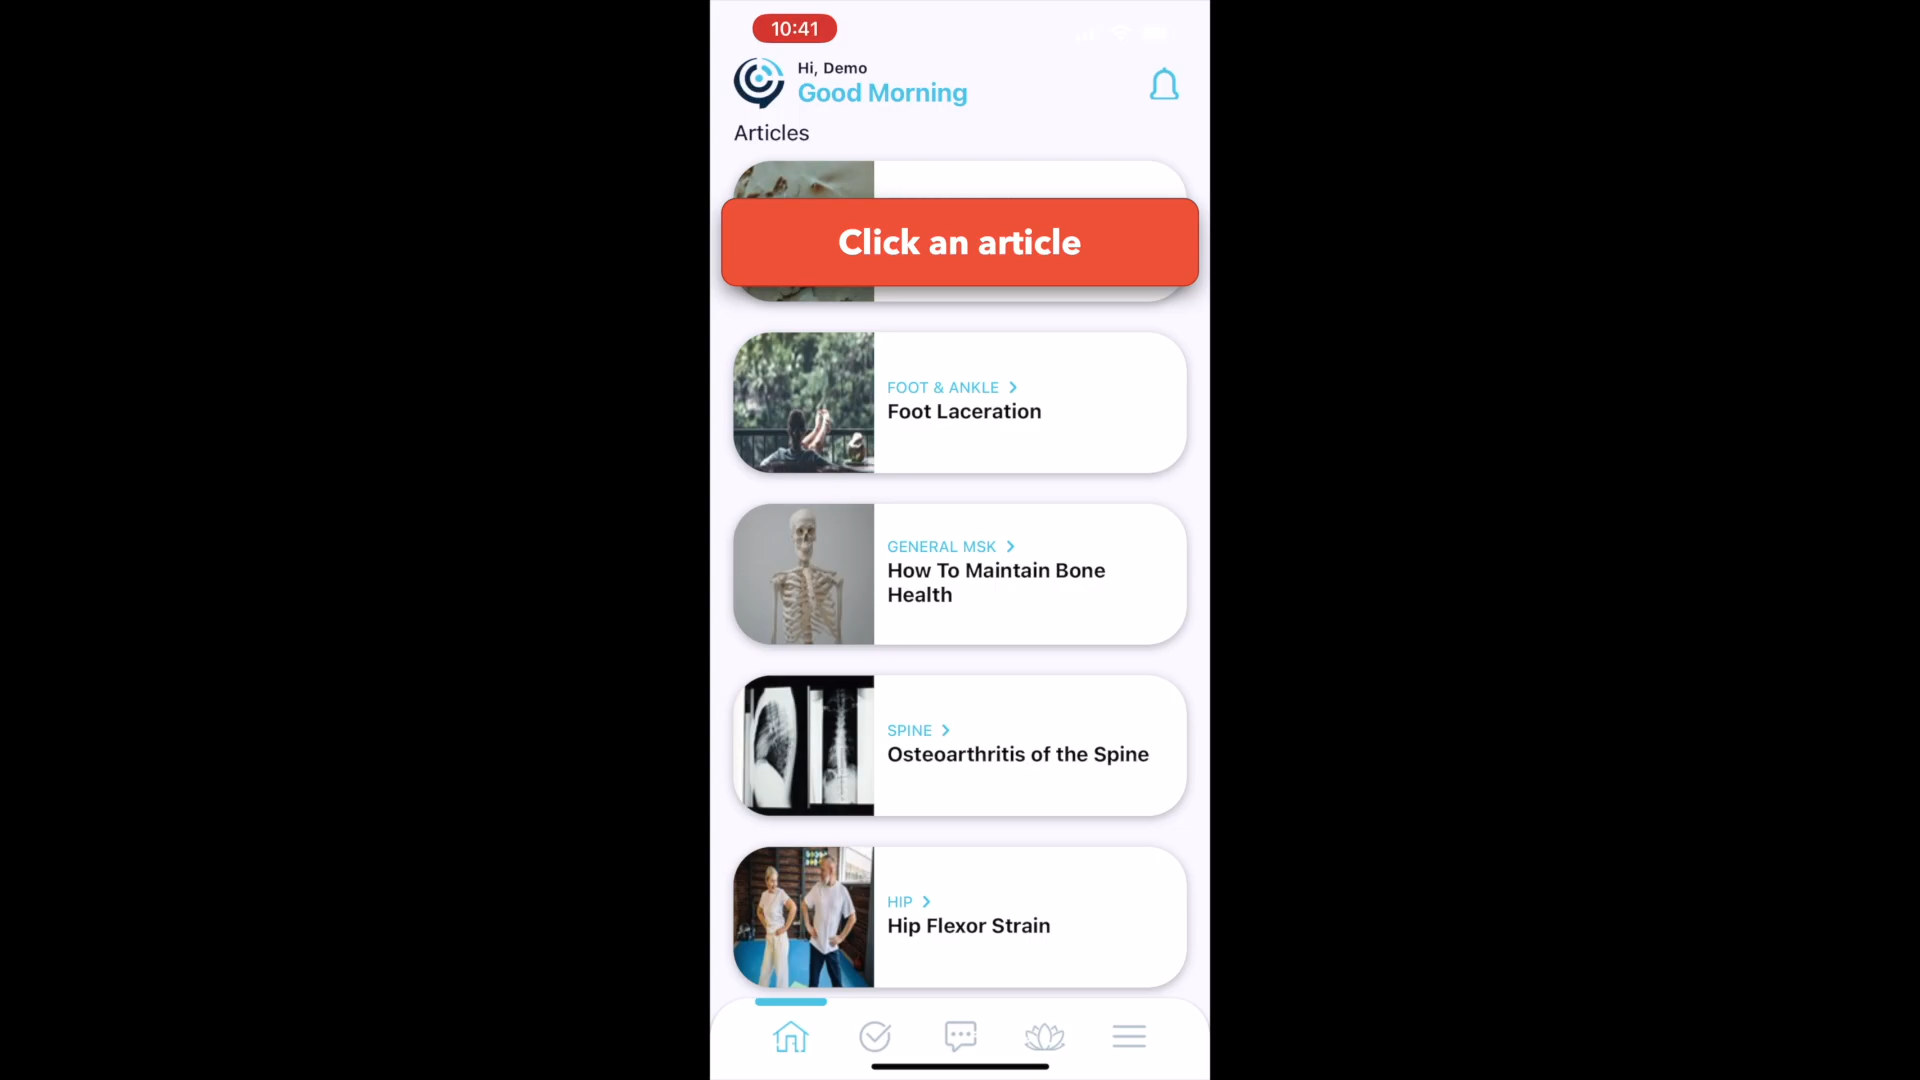 10:41
Hi, Demo
Good Morning
Articles
Click an article
FOOT & ANKLE
Foot Laceration
GENERAL MSK
How To Maintain Bone
Health
SPINE
Osteoarthritis of the Spine
HIP
Hip Flexor Strain